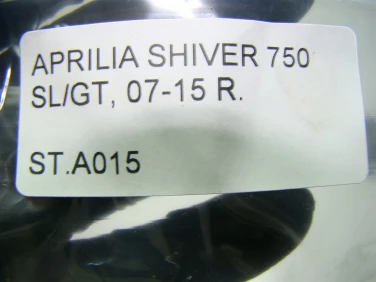 APRILIA SHIVER 750
SL/GT, 07-15 R.
ST.A015